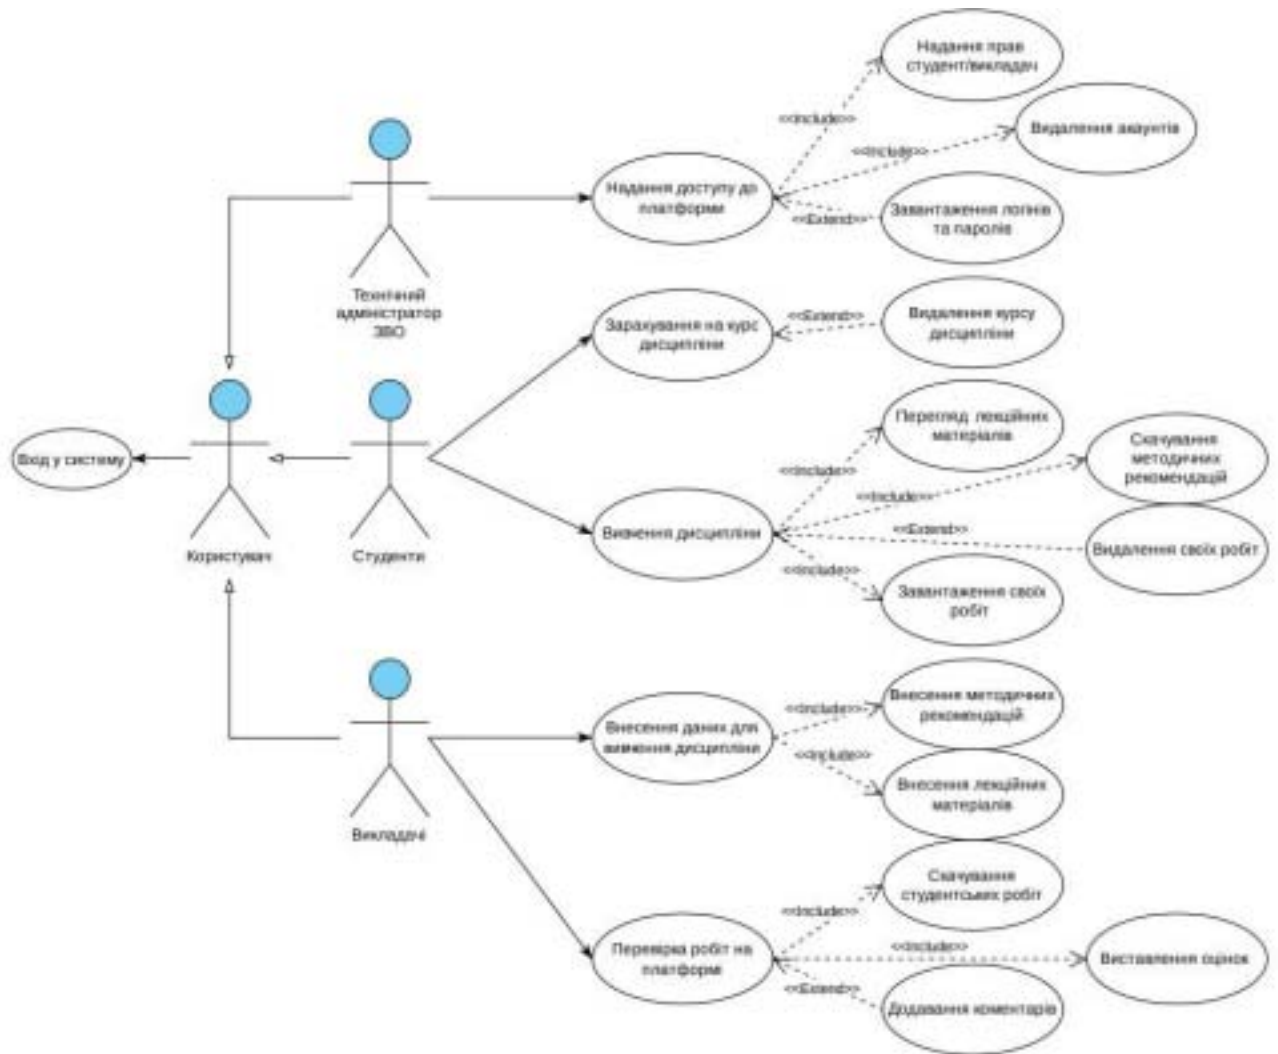 Надання прав
студент/викладач
<<Include>>
Видалення акаунтів
<<Include>>
Надання доступу до
платформи
<<Extend>>
Завантаження логінів
та паролів
Технічний
адміністратор
ЗВО
Зарахування на курс
дисципліни
<<Extend>>
Видалення курсу
дисципліни
Перегляд лекційних
матеріалів
<<Include>>
Скачування
методичних
рекомендацій
<<Include>>
Вхід у систему
Користувач
Студенти
Вивчення дисципліни
<<Extend>>
Видалення своїх робіт
<<Include>>
Завантаження своїх
робіт
Викладачі
Внесення даних для
вивчення дисципліни
<<Include>>
Внесення методичних
рекомендацій
<<Include>>
Внесення лекційних
матеріалів
Скачування
студентських робіт
<<Include>>
Перевірка робіт на
платформі
<<Include>>
Виставлення оцінок
<<Extend>>
Додавання коментарів